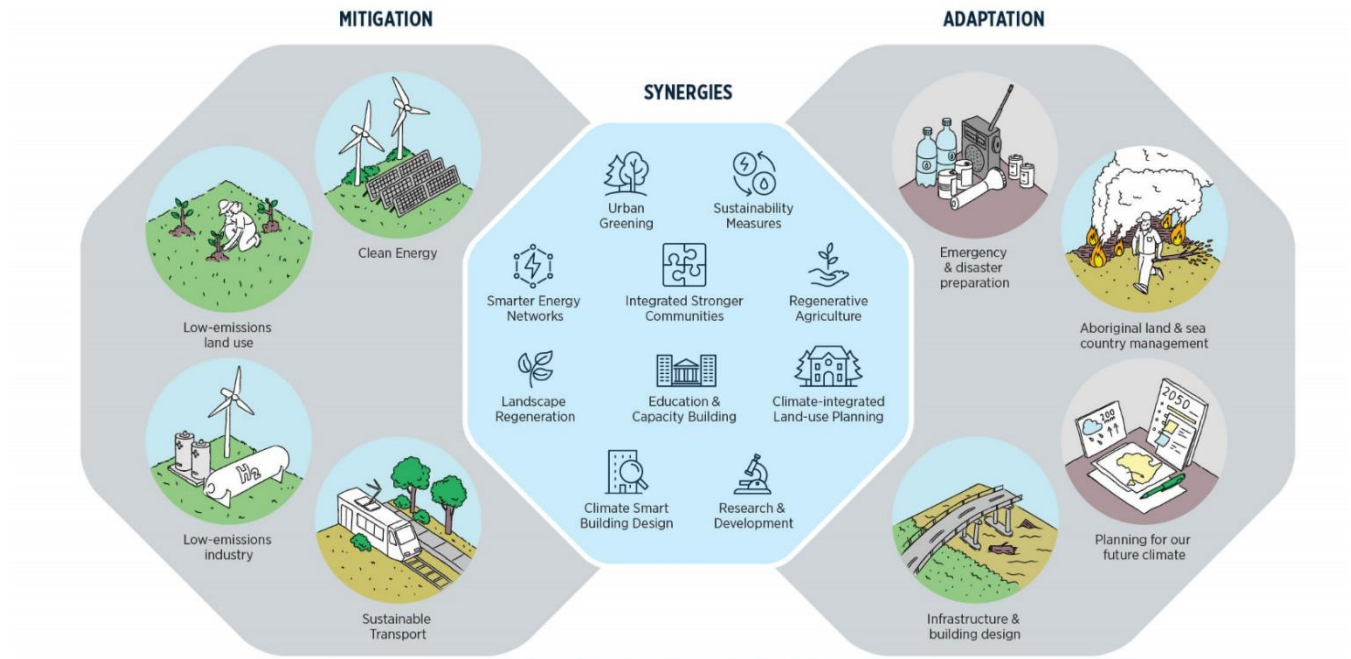 MITIGATION
ADAPTATION
SYNERGIES
Clean Energy
Low-emissions
land use
Low-emissions
industry
H2
Sustainable
Transport
Urban
Greening
Sustainability
Measures
Smarter Energy
Networks
Integrated Stronger
Communities
Regenerative
Agriculture
Landscape
Regeneration
Education &
Capacity Building
Climate-integrated
Land-use Planning
Climate Smart
Building Design
Research &
Development
Emergency
& disaster
preparation
Aboriginal land & sea
country management
2050
Planning for our
future climate
Infrastructure &
building design